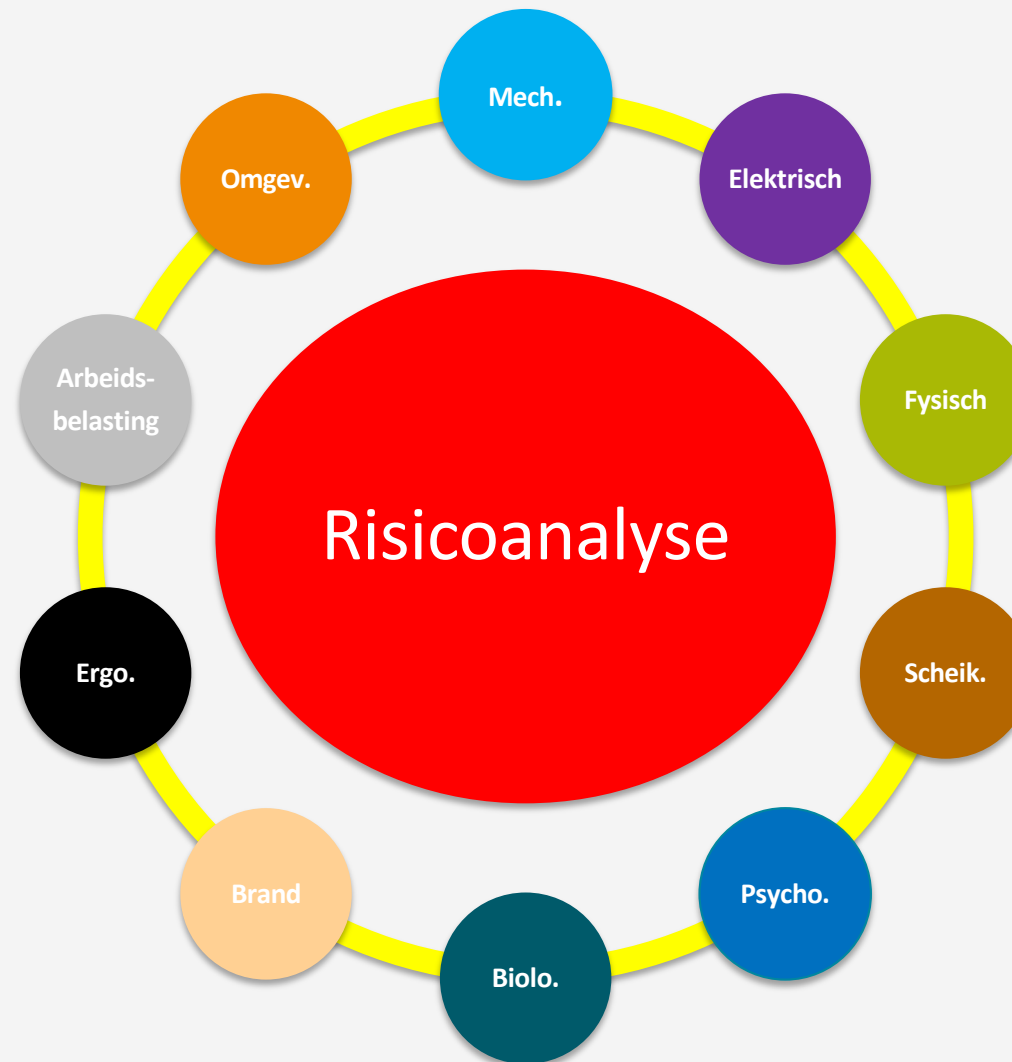 Mech.
Omgev.
Elektrisch
Arbeids-
belasting
Fysisch
Risicoanalyse
Ergo.
Scheik.
Brand
Psycho.
Biolo.